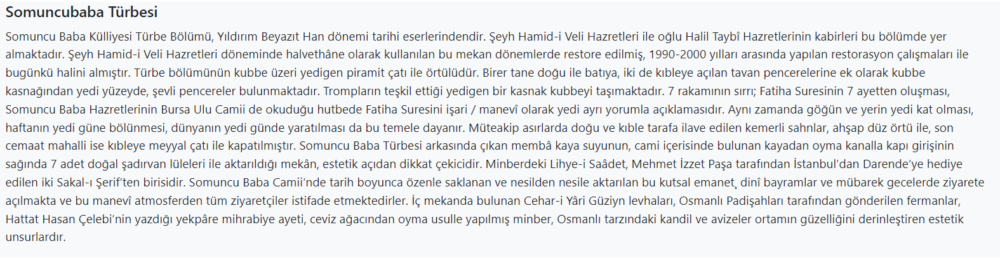 Somuncubaba Türbesi
Somuncu Baba Külliyesi Türbe Bölümü, Yıldırım Beyazıt Han dönemi tarihi eserlerindendir. Şeyh Hamid-i Veli Hazretleri ile oğlu Halil Taybî Hazretlerinin kabirleri bu bölümde yer
almaktadır. Şeyh Hamid-i Veli Hazretleri döneminde halvethâne olarak kullanılan bu mekan dönemlerde restore edilmiş, 1990-2000 yılları arasında yapılan restorasyon çalışmaları ile
bugünkü halini almıştır. Türbe bölümünün kubbe üzeri yedigen piramit çatı ile örtülüdür. Birer tane doğu ile batıya, iki de kıbleye açılan tavan pencerelerine ek olarak kubbe
kasnağından yedi yüzeyde, şevli pencereler bulunmaktadır. Trompların teşkil ettiği yedigen bir kasnak kubbeyi taşımaktadır. 7 rakamının sırrı; Fatiha Suresinin 7 ayetten oluşması,
Somuncu Baba Hazretlerinin Bursa Ulu Camii de okuduğu hutbede Fatiha Suresini işari / manevî olarak yedi ayrı yorumla açıklamasıdır. Aynı zamanda göğün ve yerin yedi kat olması,
haftanın yedi güne bölünmesi, dünyanın yedi günde yaratılması da bu temele dayanır. Müteakip asırlarda doğu ve kıble tarafa ilave edilen kemerli sahnlar, ahşap düz örtü ile, son
cemaat mahalli ise kıbleye meyyal çatı ile kapatılmıştır. Somuncu Baba Türbesi arkasında çıkan membâ kaya suyunun, cami içerisinde bulunan kayadan oyma kanalla kapı girişinin
sağında 7 adet doğal şadırvan lüleleri ile aktarıldığı mekân, estetik açıdan dikkat çekicidir. Minberdeki Lihye-i Saâdet, Mehmet İzzet Paşa tarafından İstanbul’dan Darende’ye hediye
edilen iki Sakal-ı Şerif’ten birisidir. Somuncu Baba Camii’nde tarih boyunca özenle saklanan ve nesilden nesile aktarılan bu kutsal emanet¸ dinî bayramlar ve mübarek gecelerde ziyarete
açılmakta ve bu manevî atmosferden tüm ziyaretçiler istifade etmektedirler. İç mekanda bulunan Cehar-i Yâri Güziyn levhaları, Osmanlı Padişahları tarafından gönderilen fermanlar,
Hattat Hasan Çelebi’nin yazdığı yekpâre mihrabiye ayeti, ceviz ağacından oyma usulle yapılmış minber, Osmanlı tarzındaki kandil ve avizeler ortamın güzelliğini derinleştiren estetik
unsurlardır.